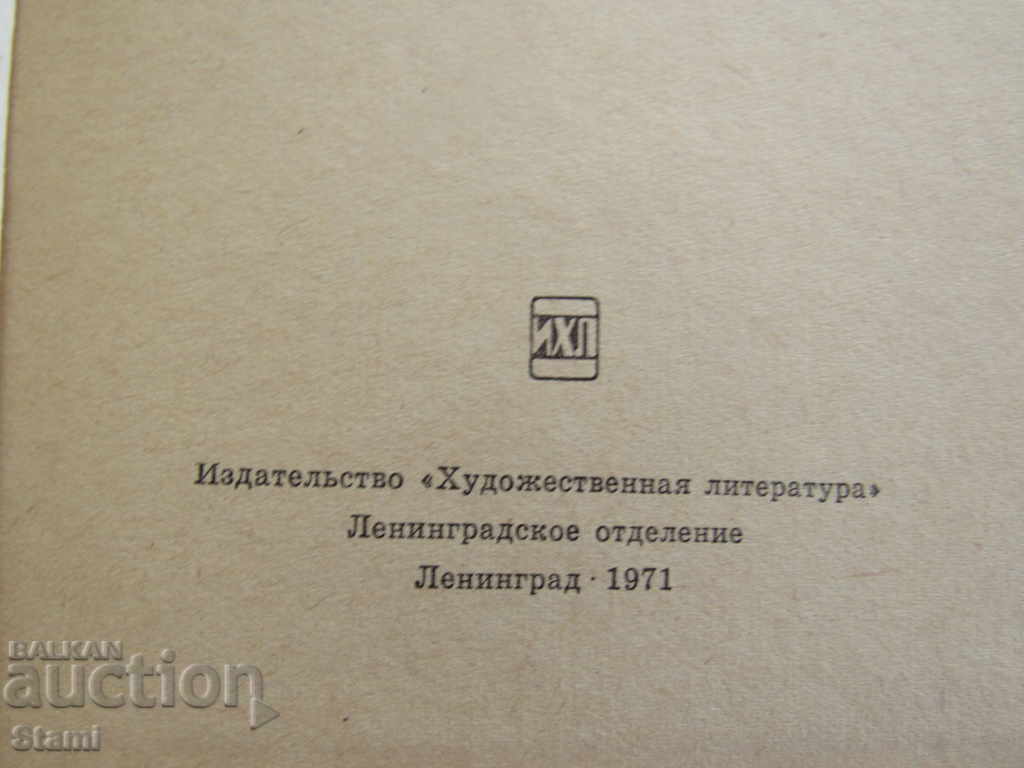 ИХЛ
Издательство «Художественная литература»
Ленинградское отделение
Ленинград · 1971
BALKAN
auction
Stami